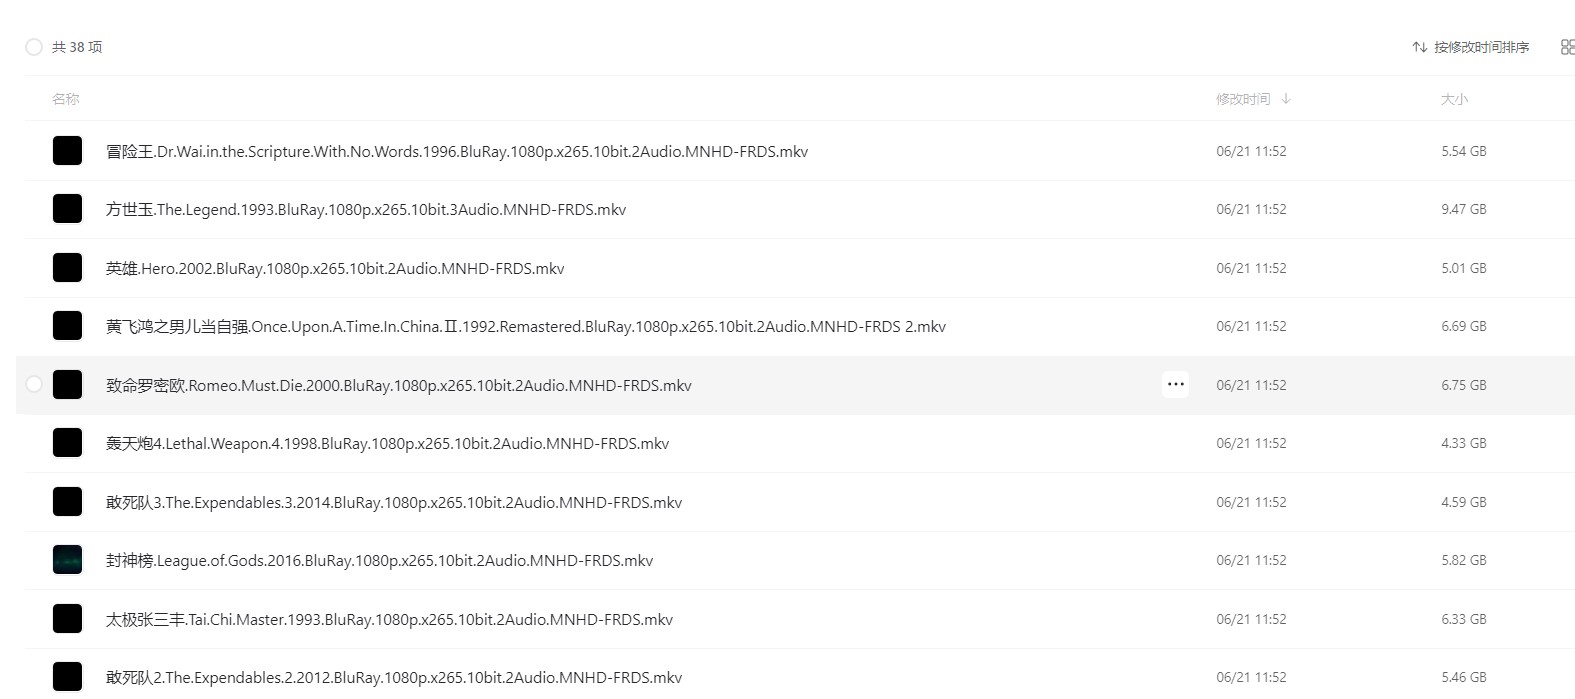 共 38 项 按修改时间排序
名称 修改时间 大小
冒险王.Dr.Wai.in.the.Scripture.With.No.Words.1996.BluRay.1080p.x265.10bit.2Audio.MNHD-FRDS.mkv 06/21 11:52 5.54 GB
方世玉.The.Legend.1993.BluRay.1080p.x265.10bit.3Audio.MNHD-FRDS.mkv 06/21 11:52 9.47 GB
英雄.Hero.2002.BluRay.1080p.x265.10bit.2Audio.MNHD-FRDS.mkv 06/21 11:52 5.01 GB
黄飞鸿之男儿当自强.Once.Upon.A.Time.In.China.Ⅱ.1992.Remastered.BluRay.1080p.x265.10bit.2Audio.MNHD-FRDS 2.mkv 06/21 11:52 6.69 GB
致命罗密欧.Romeo.Must.Die.2000.BluRay.1080p.x265.10bit.2Audio.MNHD-FRDS.mkv 06/21 11:52 6.75 GB
轰天炮4.Lethal.Weapon.4.1998.BluRay.1080p.x265.10bit.2Audio.MNHD-FRDS.mkv 06/21 11:52 4.33 GB
敢死队3.The.Expendables.3.2014.BluRay.1080p.x265.10bit.2Audio.MNHD-FRDS.mkv 06/21 11:52 4.59 GB
封神榜.League.of.Gods.2016.BluRay.1080p.x265.10bit.2Audio.MNHD-FRDS.mkv 06/21 11:52 5.82 GB
太极张三丰.Tai.Chi.Master.1993.BluRay.1080p.x265.10bit.2Audio.MNHD-FRDS.mkv 06/21 11:52 6.33 GB
敢死队2.The.Expendables.2.2012.BluRay.1080p.x265.10bit.2Audio.MNHD-FRDS.mkv 06/21 11:52 5.46 GB